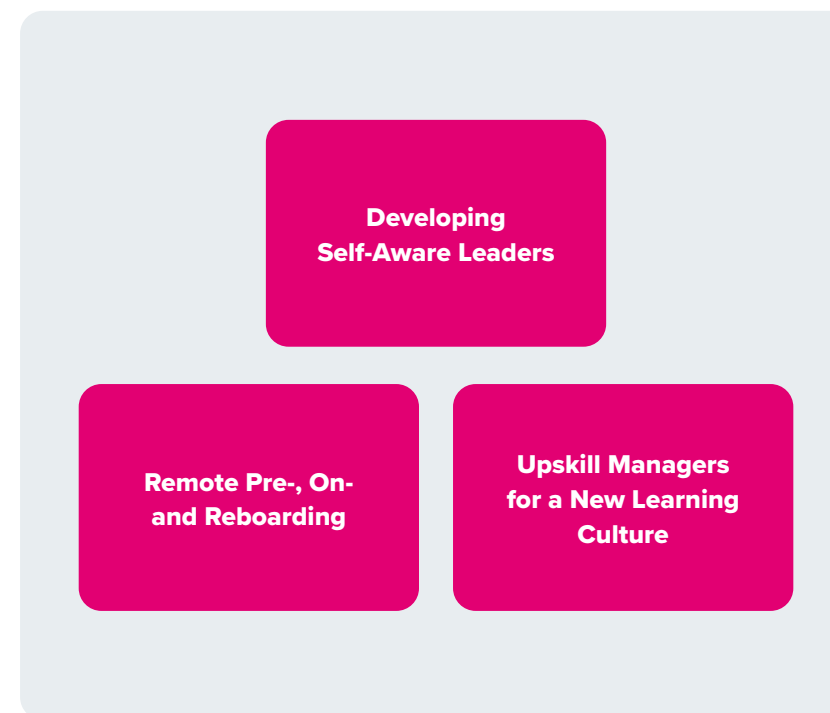 Developing
Self-Aware Leaders
Remote Pre-, On-
and Reboarding
Upskill Managers
for a New Learning
Culture